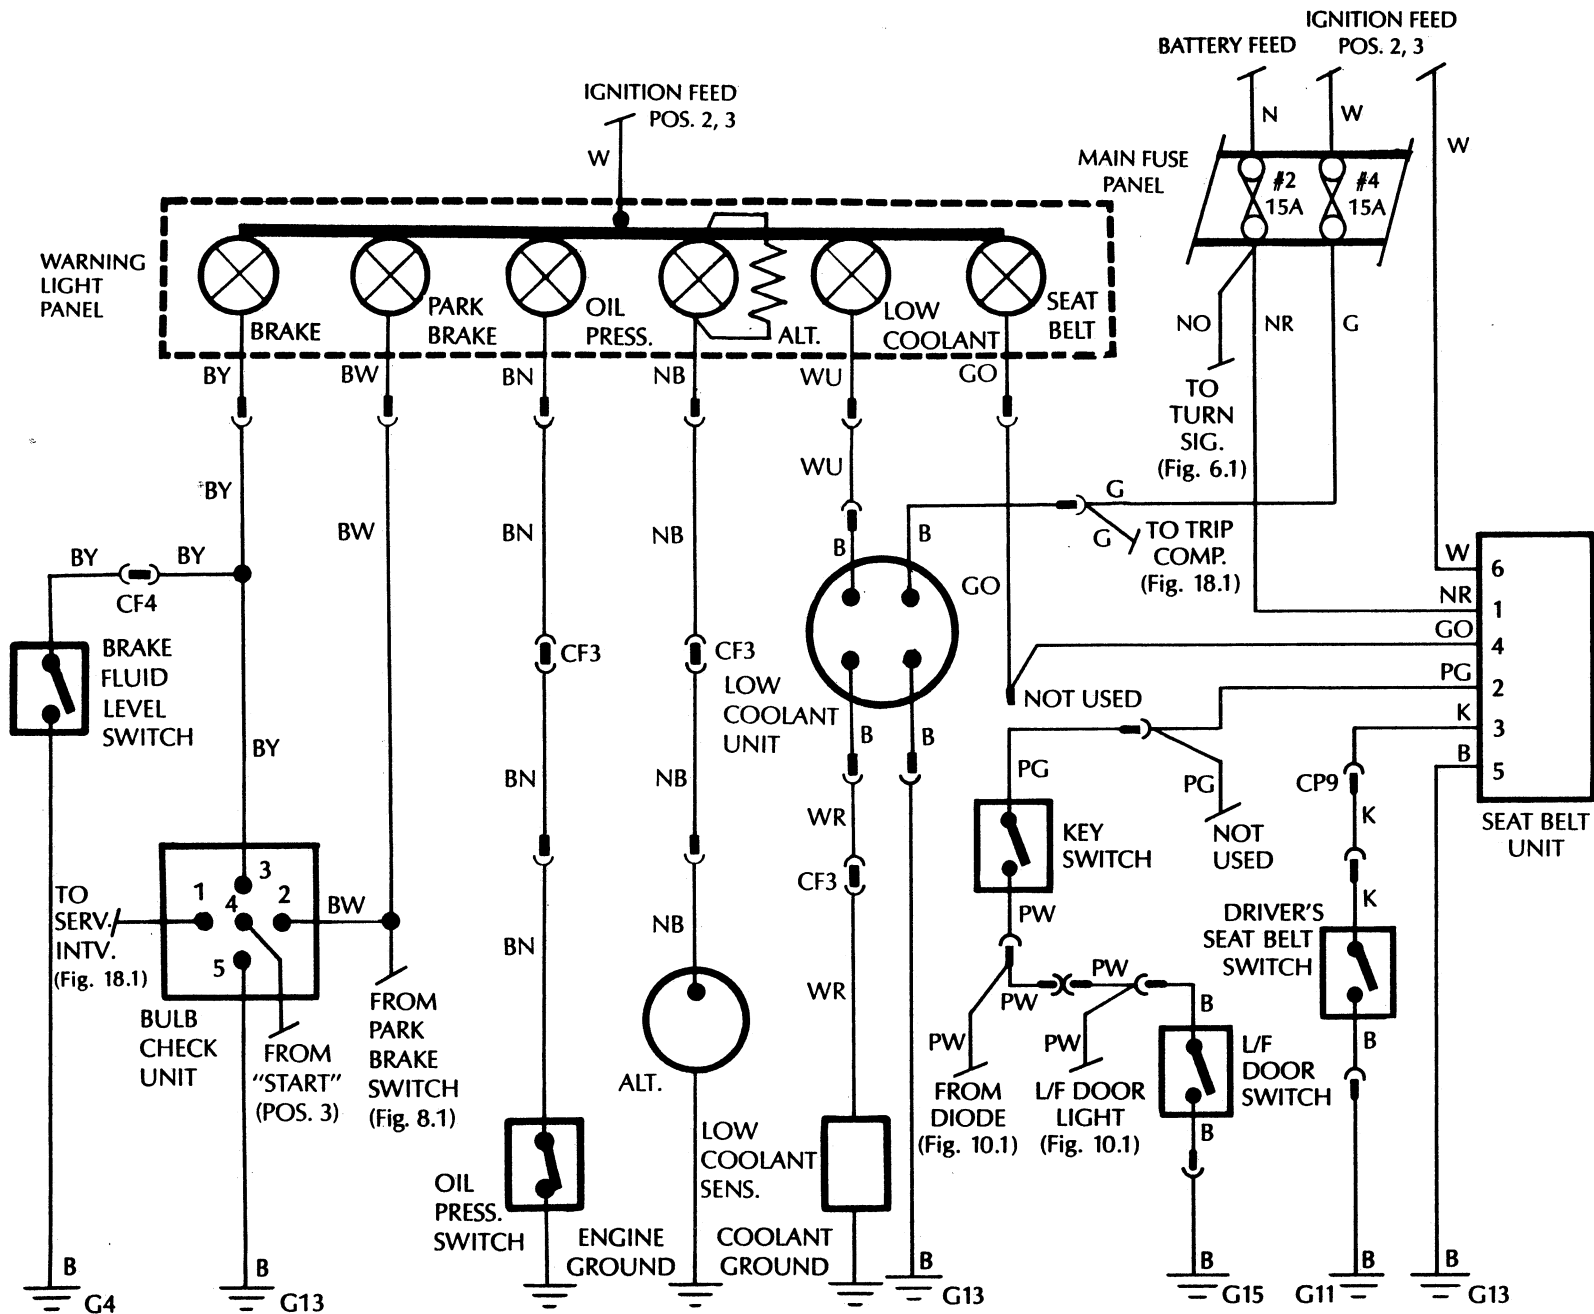 IGNITION FEED
POS. 2, 3
BATTERY FEED
IGNITION FEED
POS. 2, 3
W
N
W
W
MAIN FUSE
PANEL
#2
15A
#4
15A
WARNING
LIGHT
PANEL
BRAKE
PARK
BRAKE
OIL
PRESS.
ALT.
LOW
COOLANT
SEAT
BELT
NO
NR
G
BY
BW
BN
NB
WU
GO
TO
TURN
SIG.
(Fig. 6.1)
BY
BW
BN
NB
WU
B
B
G
G
TO TRIP
COMP.
(Fig. 18.1)
GO
BY
BY
CF4
W
6
NR
1
GO
4
PG
2
K
3
B
5
SEAT BELT
UNIT
BRAKE
FLUID
LEVEL
SWITCH
CF3
CF3
LOW
COOLANT
UNIT
NOT USED
BY
BN
NB
B
B
PG
PG
NOT
USED
CP9
K
K
WR
CF3
KEY
SWITCH
TO
SERV.
INTV.
(Fig. 18.1)
1
3
4
2
5
BW
BULB
CHECK
UNIT
FROM
"START"
(POS. 3)
FROM
PARK
BRAKE
SWITCH
(Fig. 8.1)
BN
NB
WR
ALT.
PW
PW
PW
PW
PW
FROM
DIODE
(Fig. 10.1)
L/F DOOR
LIGHT
(Fig. 10.1)
B
L/F
DOOR
SWITCH
B
DRIVER'S
SEAT BELT
SWITCH
B
OIL
PRESS.
SWITCH
LOW
COOLANT
SENS.
ENGINE
GROUND
COOLANT
GROUND
B
G4
B
G13
B
G13
B
G15
B
G11
B
G13